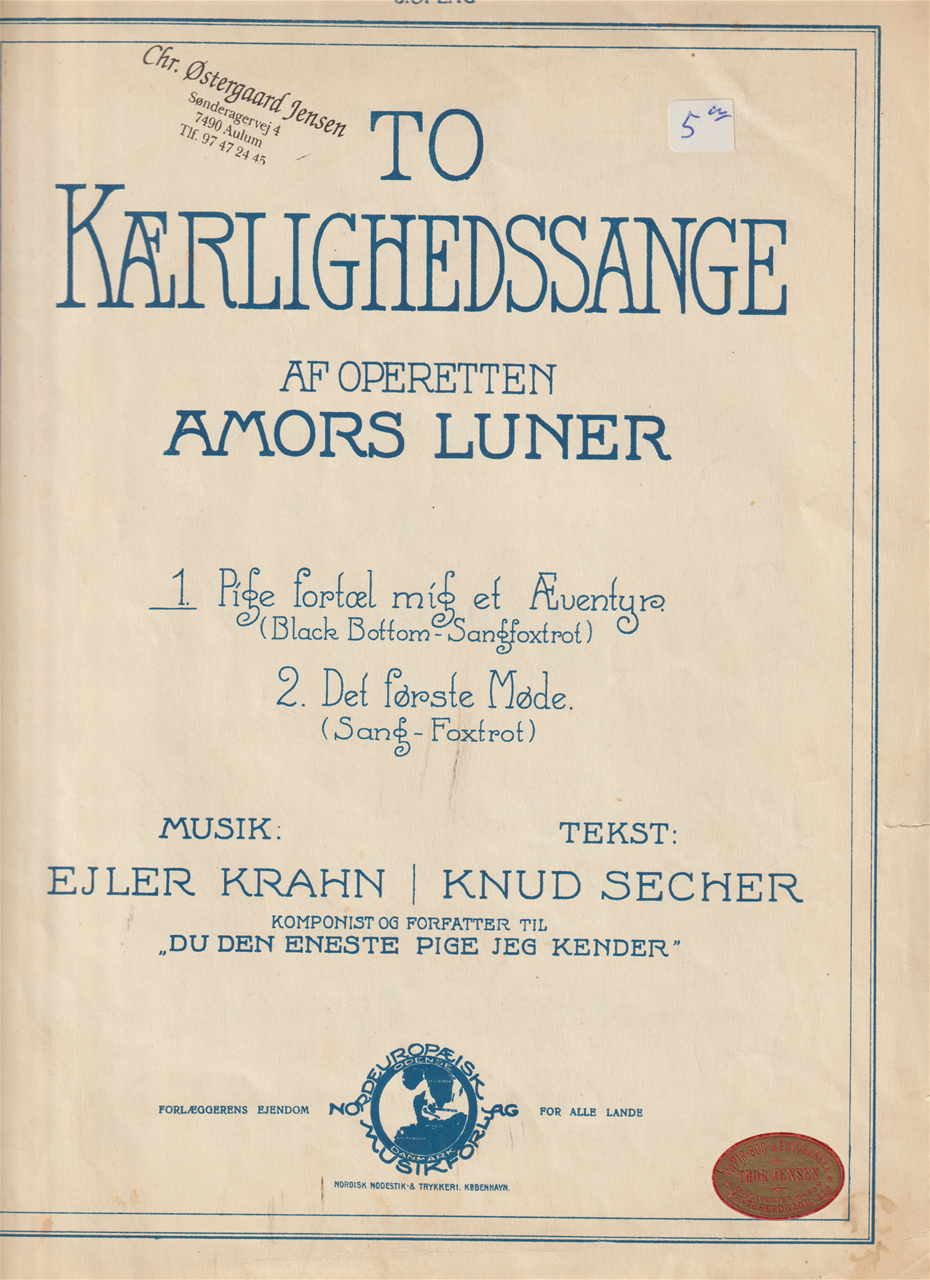 Chr. Østergaard Jensen
Sønderagervej 4
7490 Aulum
Tlf. 97 47 24 45
5
TO
KÆRLIGHEDSSANGE
AF OPERETTEN
AMORS LUNER
1. Pige fortæl mig et Æventyr.
(Black Bottom-Sangfoxtrot)
2. Det første Møde.
(Sang-Foxtrot)
MUSIK: TEKST:
EJLER KRAHN | KNUD SECHER
KOMPONIST OG FORFATTER TIL
„DU DEN ENESTE PIGE JEG KENDER”
FORLÆGGERENS EJENDOM
NORDEUROPÆISK
ODENSE
DANMARK
MUSIKFORLAG
FOR ALLE LANDE
NORDISK NODESTIK-& TRYKKERI. KØBENHAVN.
THOR JENSEN